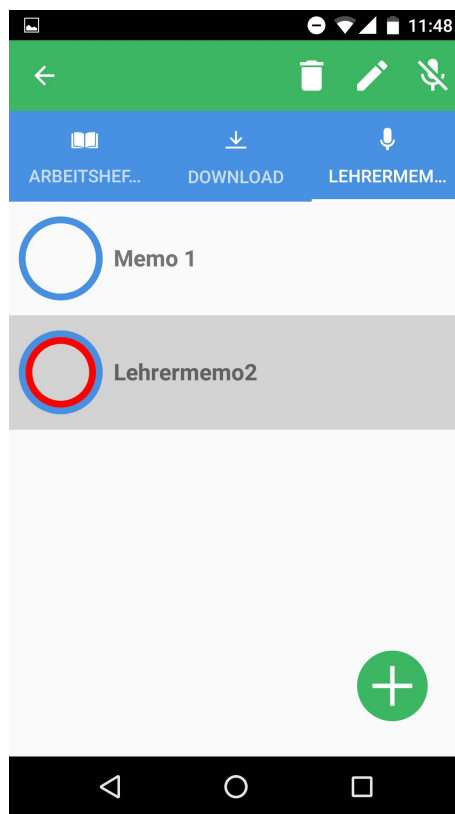 11:48
ARBEITSHEF...
DOWNLOAD
LEHRERMEM...
Memo 1
Lehrermemo2